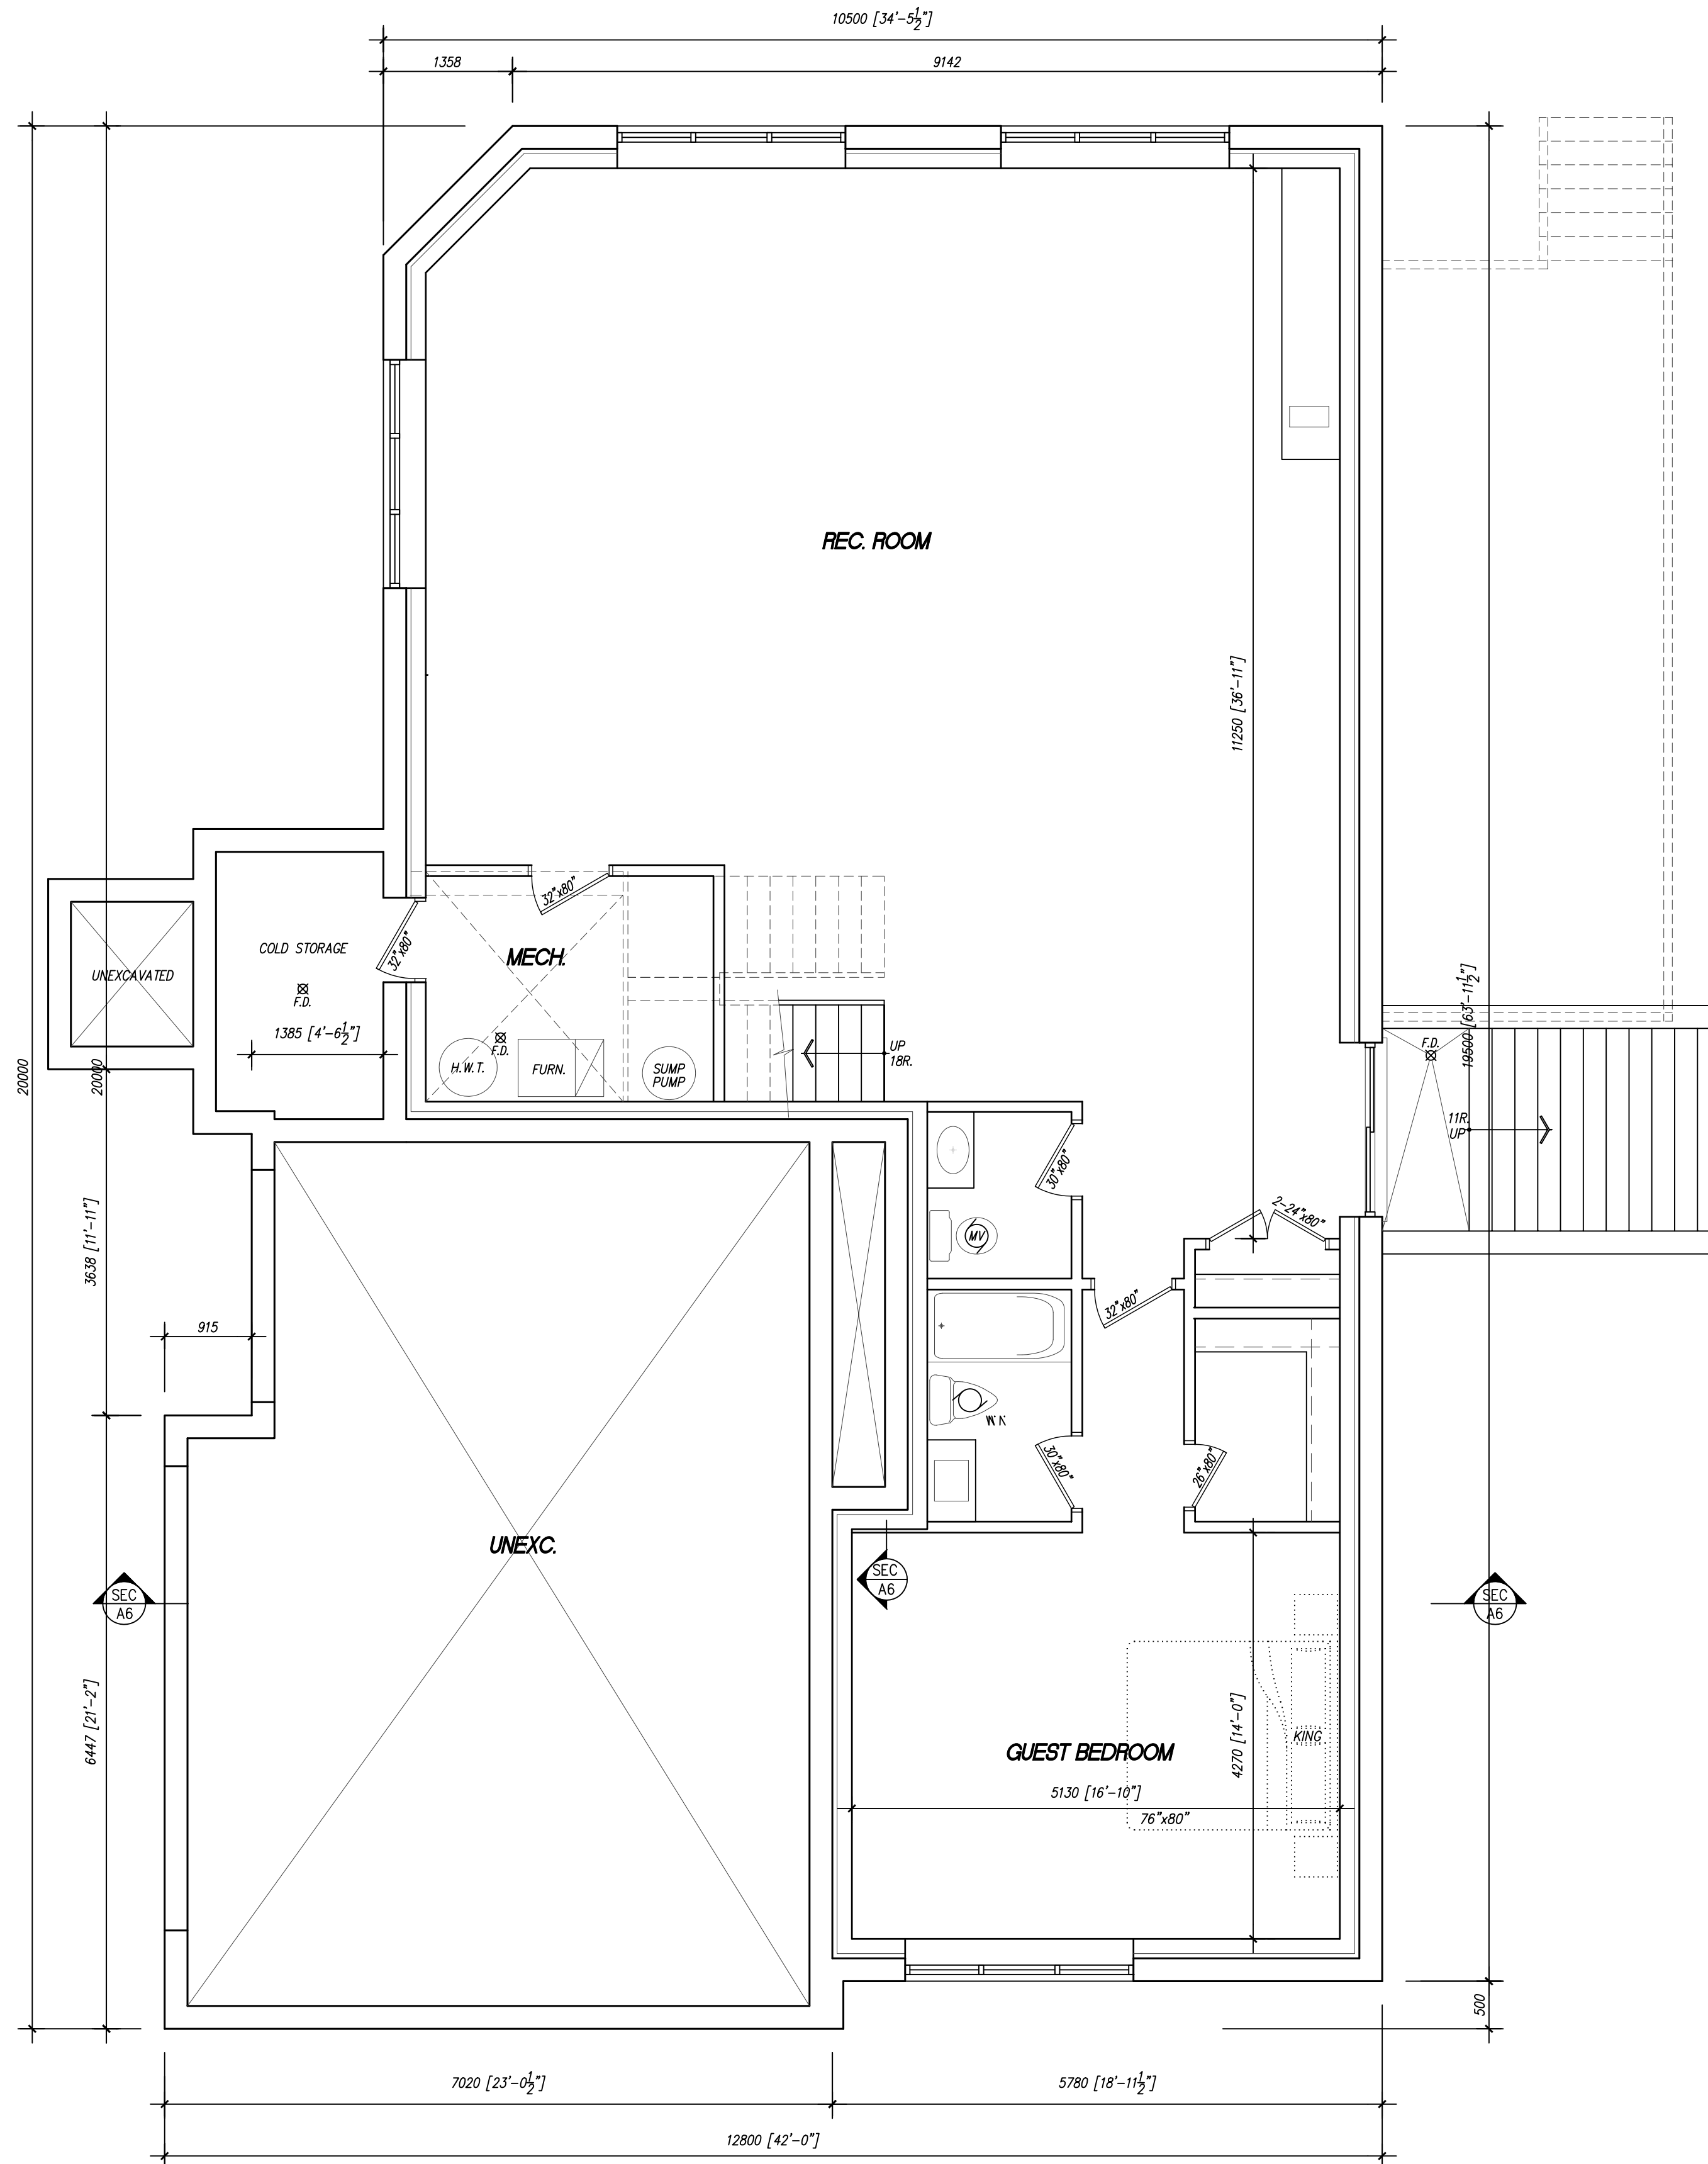 10500 [34'-5 1/2"]
1358
9142
REC. ROOM
11250 [36'-11"]
32"x80"
COLD STORAGE
32"x80"
MECH.
UNEXCAVATED
F.D.
1385 [4'-6 1/2"]
F.D.
H.W.T.
FURN.
SUMP
PUMP
UP
18R.
19500 [63'-11 1/2"]
F.D.
11R.
UP
20000
20000
30"x80"
2-24"x80"
MV
3638 [11'-11"]
32"x80"
915
30"x80"
26"x80"
UNEXC.
SEC
A6
SEC
A6
SEC
A6
6447 [21'-2"]
KING
GUEST BEDROOM
4270 [14'-0"]
5130 [16'-10"]
76"x80"
500
7020 [23'-0 1/2"]
5780 [18'-11 1/2"]
12800 [42'-0"]